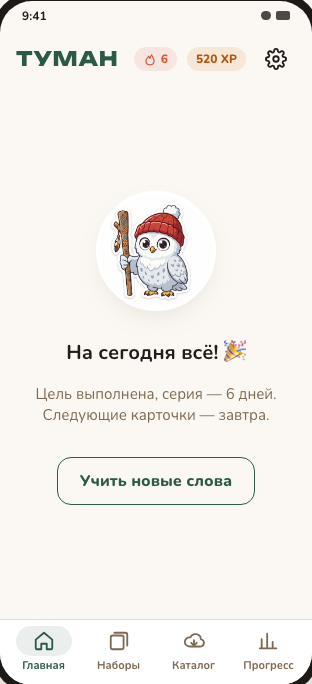 9:41
ТУМАН
6
520 XP
На сегодня всё! 🎉
Цель выполнена, серия — 6 дней.
Следующие карточки — завтра.
Учить новые слова
Главная
Наборы
Каталог
Прогресс